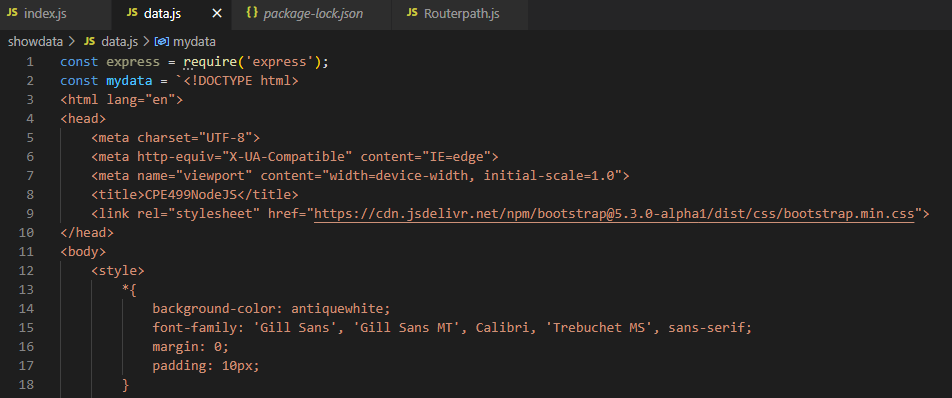 JS index.js JS data.js × {} package-lock.json JS Routerpath.js
showdata > JS data.js > mydata
1 const express = require('express');
2 const mydata = `<!DOCTYPE html>
3 <html lang="en">
4 <head>
5 <meta charset="UTF-8">
6 <meta http-equiv="X-UA-Compatible" content="IE=edge">
7 <meta name="viewport" content="width=device-width, initial-scale=1.0">
8 <title>CPE499NodeJS</title>
9 <link rel="stylesheet" href="https://cdn.jsdelivr.net/npm/bootstrap@5.3.0-alpha1/dist/css/bootstrap.min.css">
10 </head>
11 <body>
12 <style>
13 *{
14 background-color: antiquewhite;
15 font-family: 'Gill Sans', 'Gill Sans MT', Calibri, 'Trebuchet MS', sans-serif;
16 margin: 0;
17 padding: 10px;
18 }